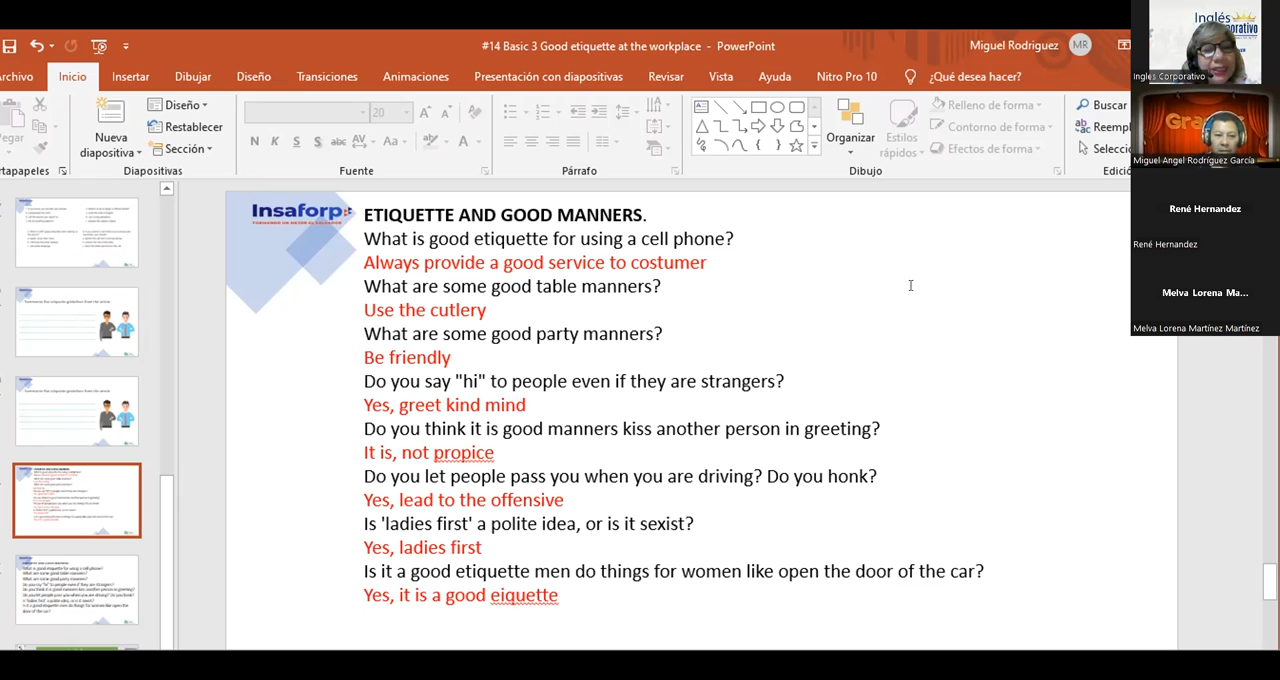 #14 Basic 3 Good etiquette at the workplace - PowerPoint
Miguel Rodriguez
MR
Archivo Inicio Insertar Dibujar Diseño Transiciones Animaciones Presentación con diapositivas Revisar Vista Ayuda Nitro Pro 10 ¿Qué desea hacer?
Nueva diapositiva
Diseño
Restablecer
Sección
20
N K S S abc AV Aa A
Organizar
Estilos rápidos
Relleno de forma
Contorno de forma
Efectos de forma
Buscar
Diapositivas
Fuente
Párrafo
Dibujo
Inglés
Ingles Corporativo
Miguel Angel Rodríguez García
René Hernandez
René Hernandez
Melva Lorena Ma...
Melva Lorena Martínez Martínez
Insaforp
ETIQUETTE AND GOOD MANNERS.
What is good etiquette for using a cell phone?
Always provide a good service to costumer
What are some good table manners?
Use the cutlery
What are some good party manners?
Be friendly
Do you say "hi" to people even if they are strangers?
Yes, greet kind mind
Do you think it is good manners kiss another person in greeting?
It is, not propice
Do you let people pass you when you are driving? Do you honk?
Yes, lead to the offensive
Is 'ladies first' a polite idea, or is it sexist?
Yes, ladies first
Is it a good etiquette men do things for women like open the door of the car?
Yes, it is a good eiquette